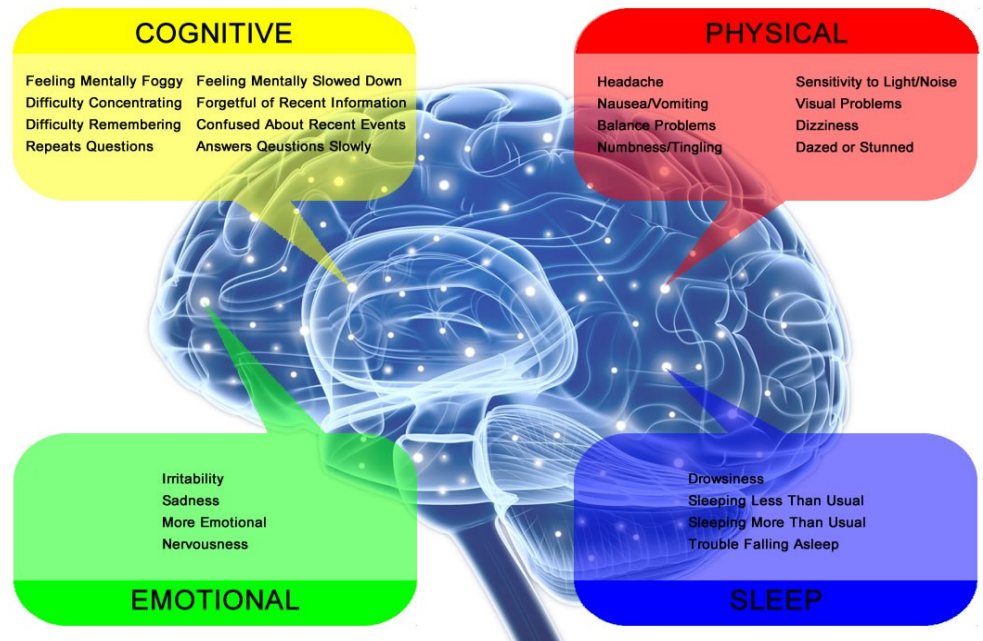 COGNITIVE
Feeling Mentally Foggy Feeling Mentally Slowed Down
Difficulty Concentrating Forgetful of Recent Information
Difficulty Remembering Confused About Recent Events
Repeats Questions Answers Qeustions Slowly
PHYSICAL
Headache Sensitivity to Light/Noise
Nausea/Vomiting Visual Problems
Balance Problems Dizziness
Numbness/Tingling Dazed or Stunned
Irritability
Sadness
More Emotional
Nervousness
EMOTIONAL
Drowsiness
Sleeping Less Than Usual
Sleeping More Than Usual
Trouble Falling Asleep
SLEEP